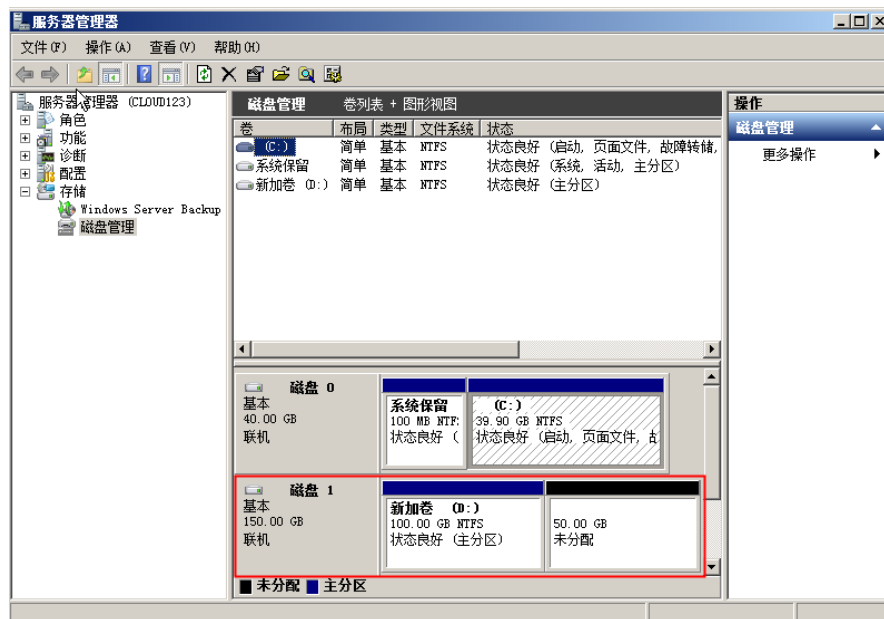 服务器管理器
文件(F) 操作(A) 查看(V) 帮助(H)
服务器管理器 (CLOUD123)
角色
功能
诊断
配置
存储
Windows Server Backup
磁盘管理
磁盘管理 卷列表 + 图形视图
卷 布局 类型 文件系统 状态
(C:) 简单 基本 NTFS 状态良好 (启动, 页面文件, 故障转储,
系统保留 简单 基本 NTFS 状态良好 (系统, 活动, 主分区)
新加卷 (D:) 简单 基本 NTFS 状态良好 (主分区)
磁盘 0
基本
40.00 GB
联机
系统保留
100 MB NTF:
状态良好 (
(C:)
39.90 GB NTFS
状态良好 (启动, 页面文件, 故
磁盘 1
基本
150.00 GB
联机
新加卷 (D:)
100.00 GB NTFS
状态良好 (主分区)
50.00 GB
未分配
未分配 主分区
操作
磁盘管理
更多操作